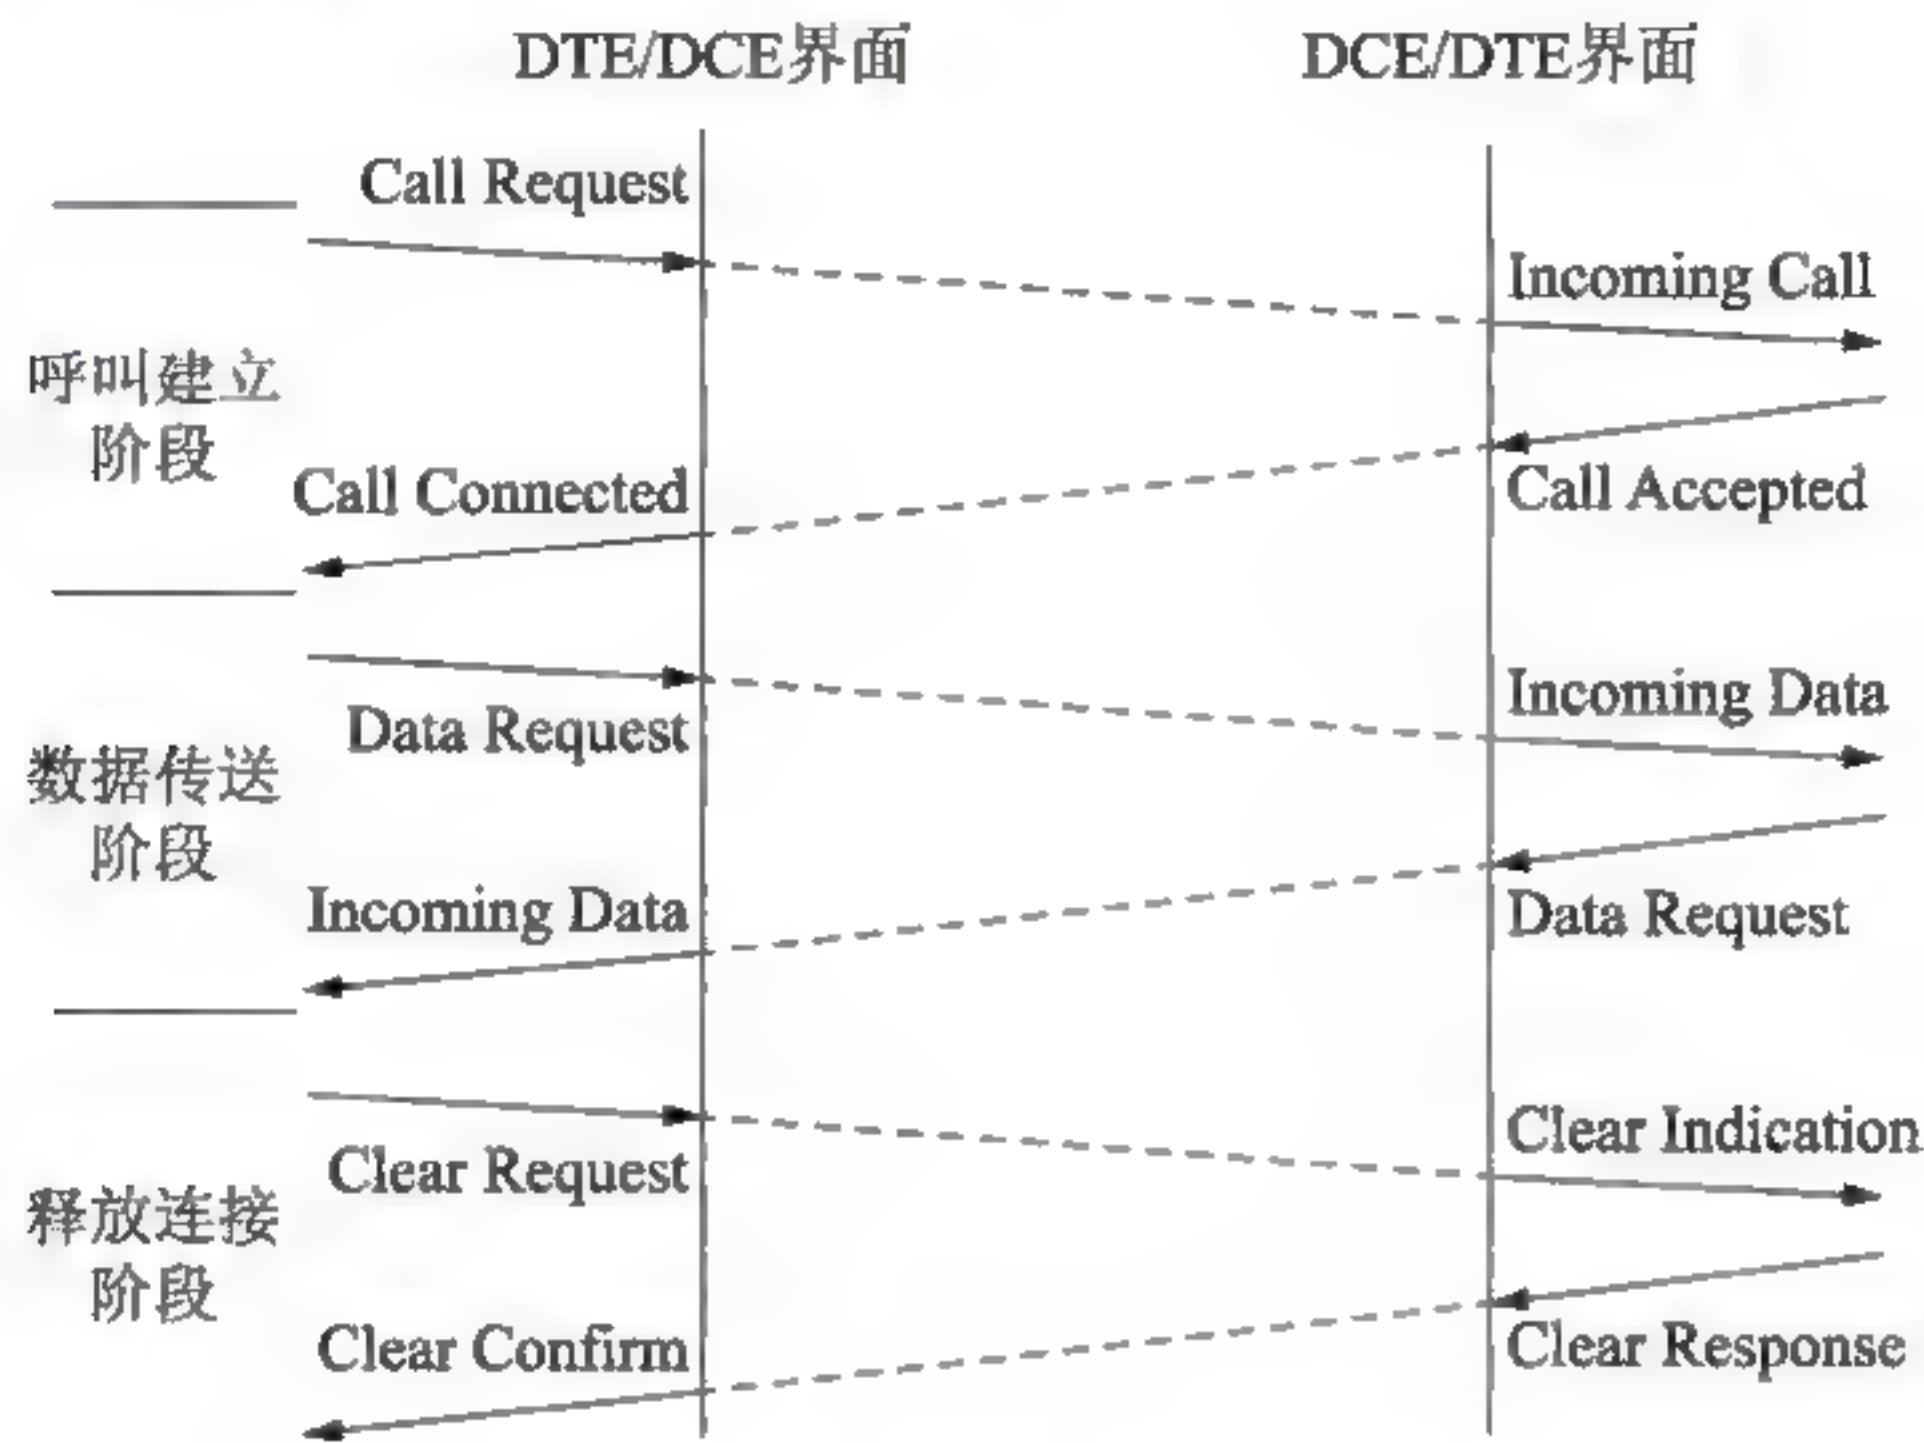 DTE/DCE界面
DCE/DTE界面
Call Request
Incoming Call
呼叫建立
阶段
Call Connected
Call Accepted
Data Request
Incoming Data
数据传送
阶段
Incoming Data
Data Request
Clear Request
Clear Indication
释放连接
阶段
Clear Confirm
Clear Response